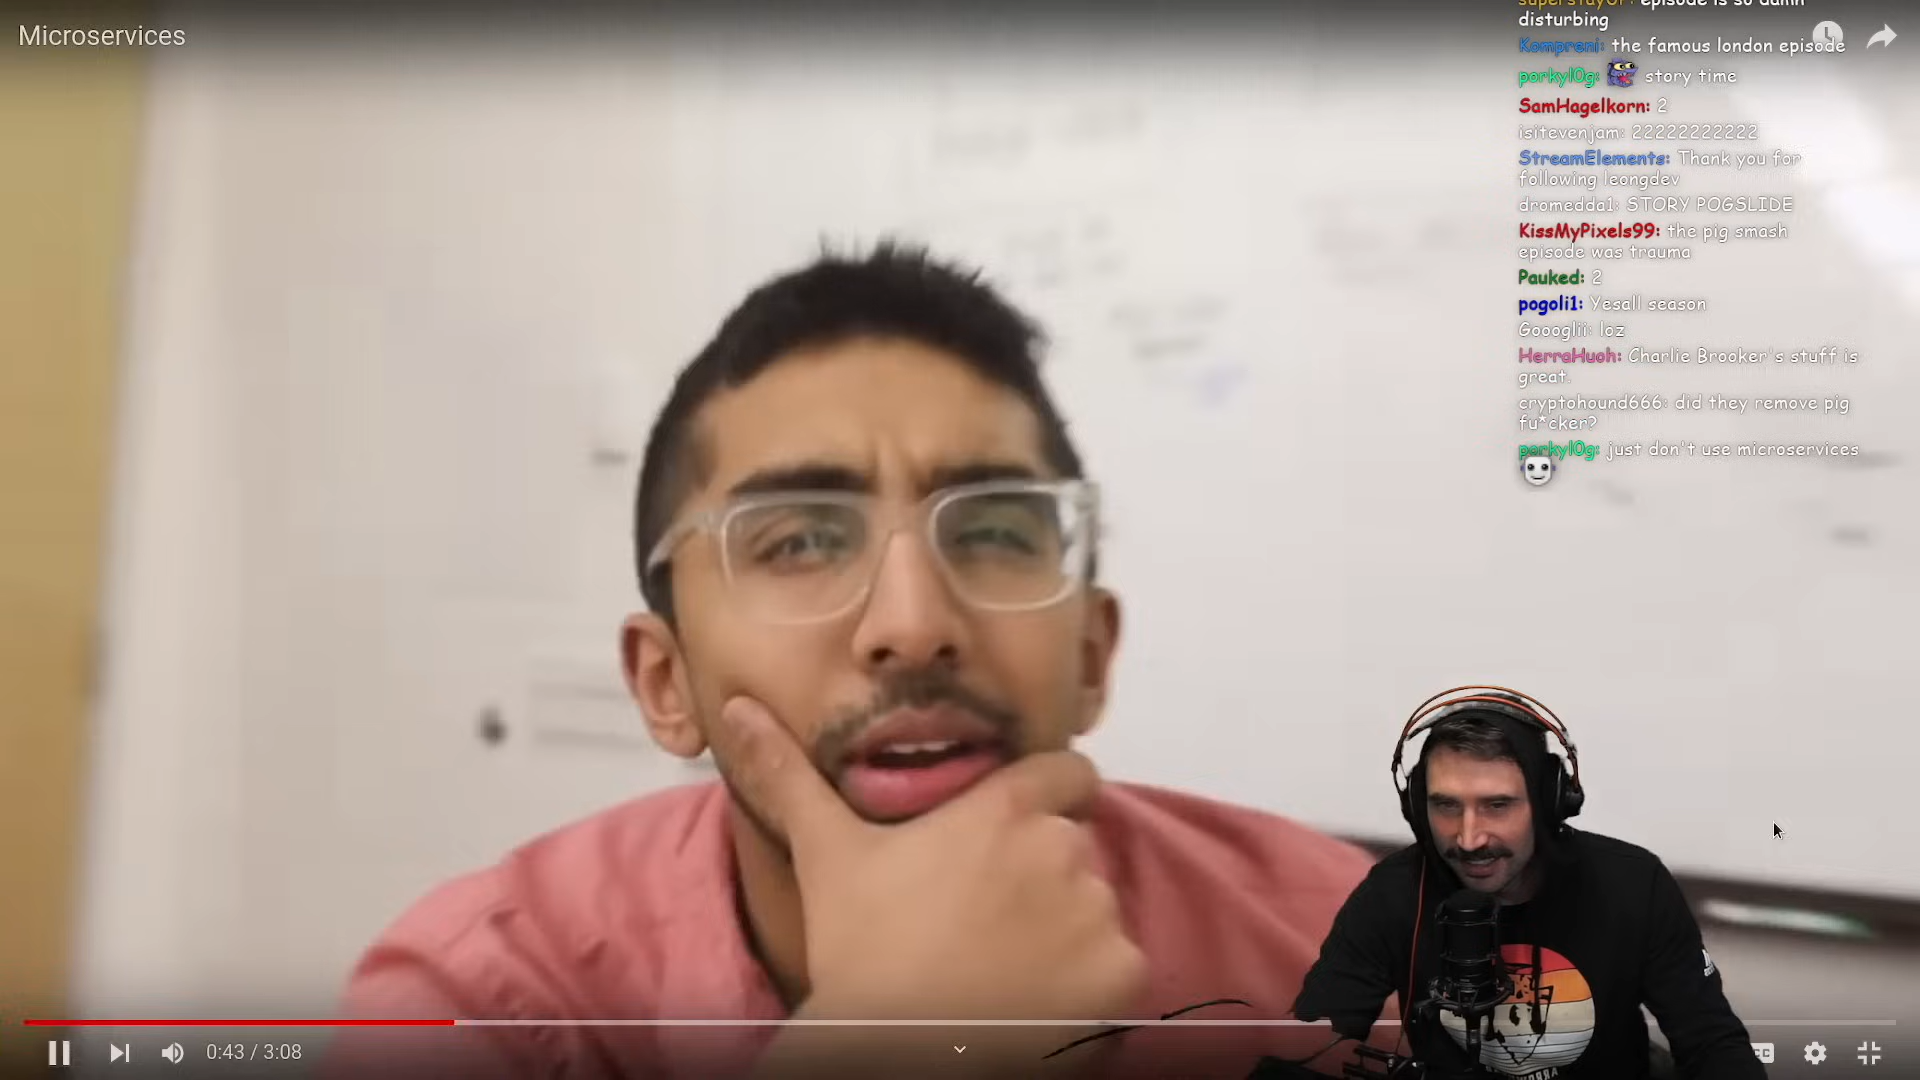 Microservices
episode is so damn
disturbing
Kompreni: the famous london episode
porkyl0g: story time
SamHagelkorn: 2
isitevenjam: 22222222222
StreamElements: Thank you for
following leongdev
dromedda1: STORY POGSLIDE
KissMyPixels99: the pig smash
episode was trauma
Pauked: 2
pogoli1: Yesall season
Goooglii: loz
HerraHuoh: Charlie Brooker's stuff is
great.
cryptohound666: did they remove pig
fu*cker?
porkyl0g: just don't use microservices
0:43 / 3:08
CC